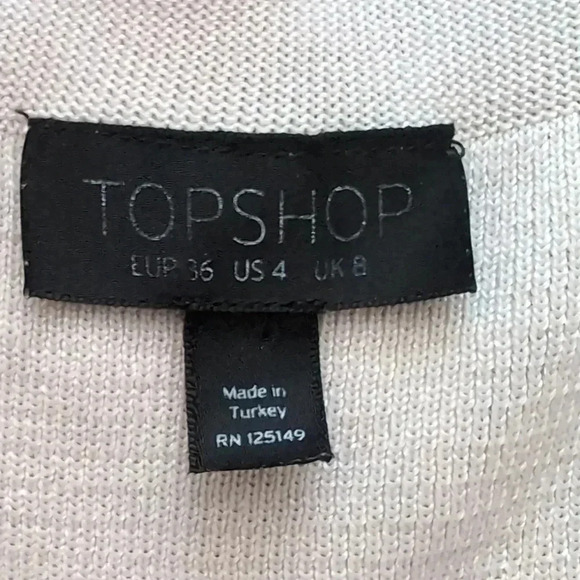 TOPSHOP
EUR 36 US 4 UK 8
Made in
Turkey
RN 125149